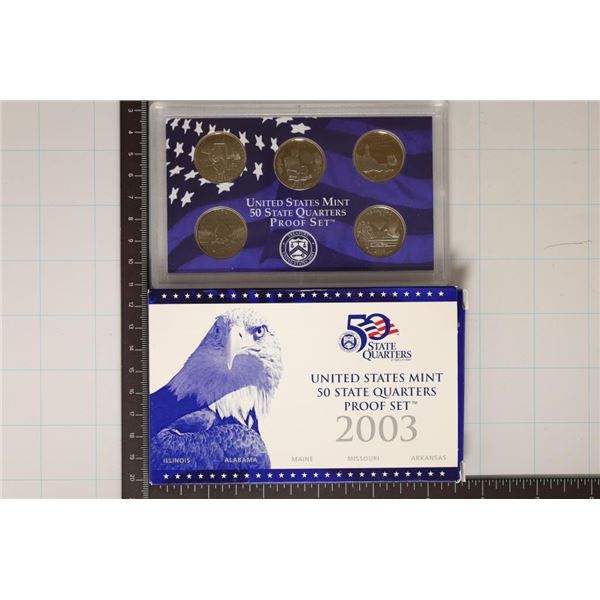 UNITED STATES MINT
50 STATE QUARTERS
PROOF SET™
50
STATE
QUARTERS
UNITED STATES MINT
50 STATE QUARTERS
PROOF SET™
2003
ILLINOIS ALABAMA MAINE MISSOURI ARKANSAS